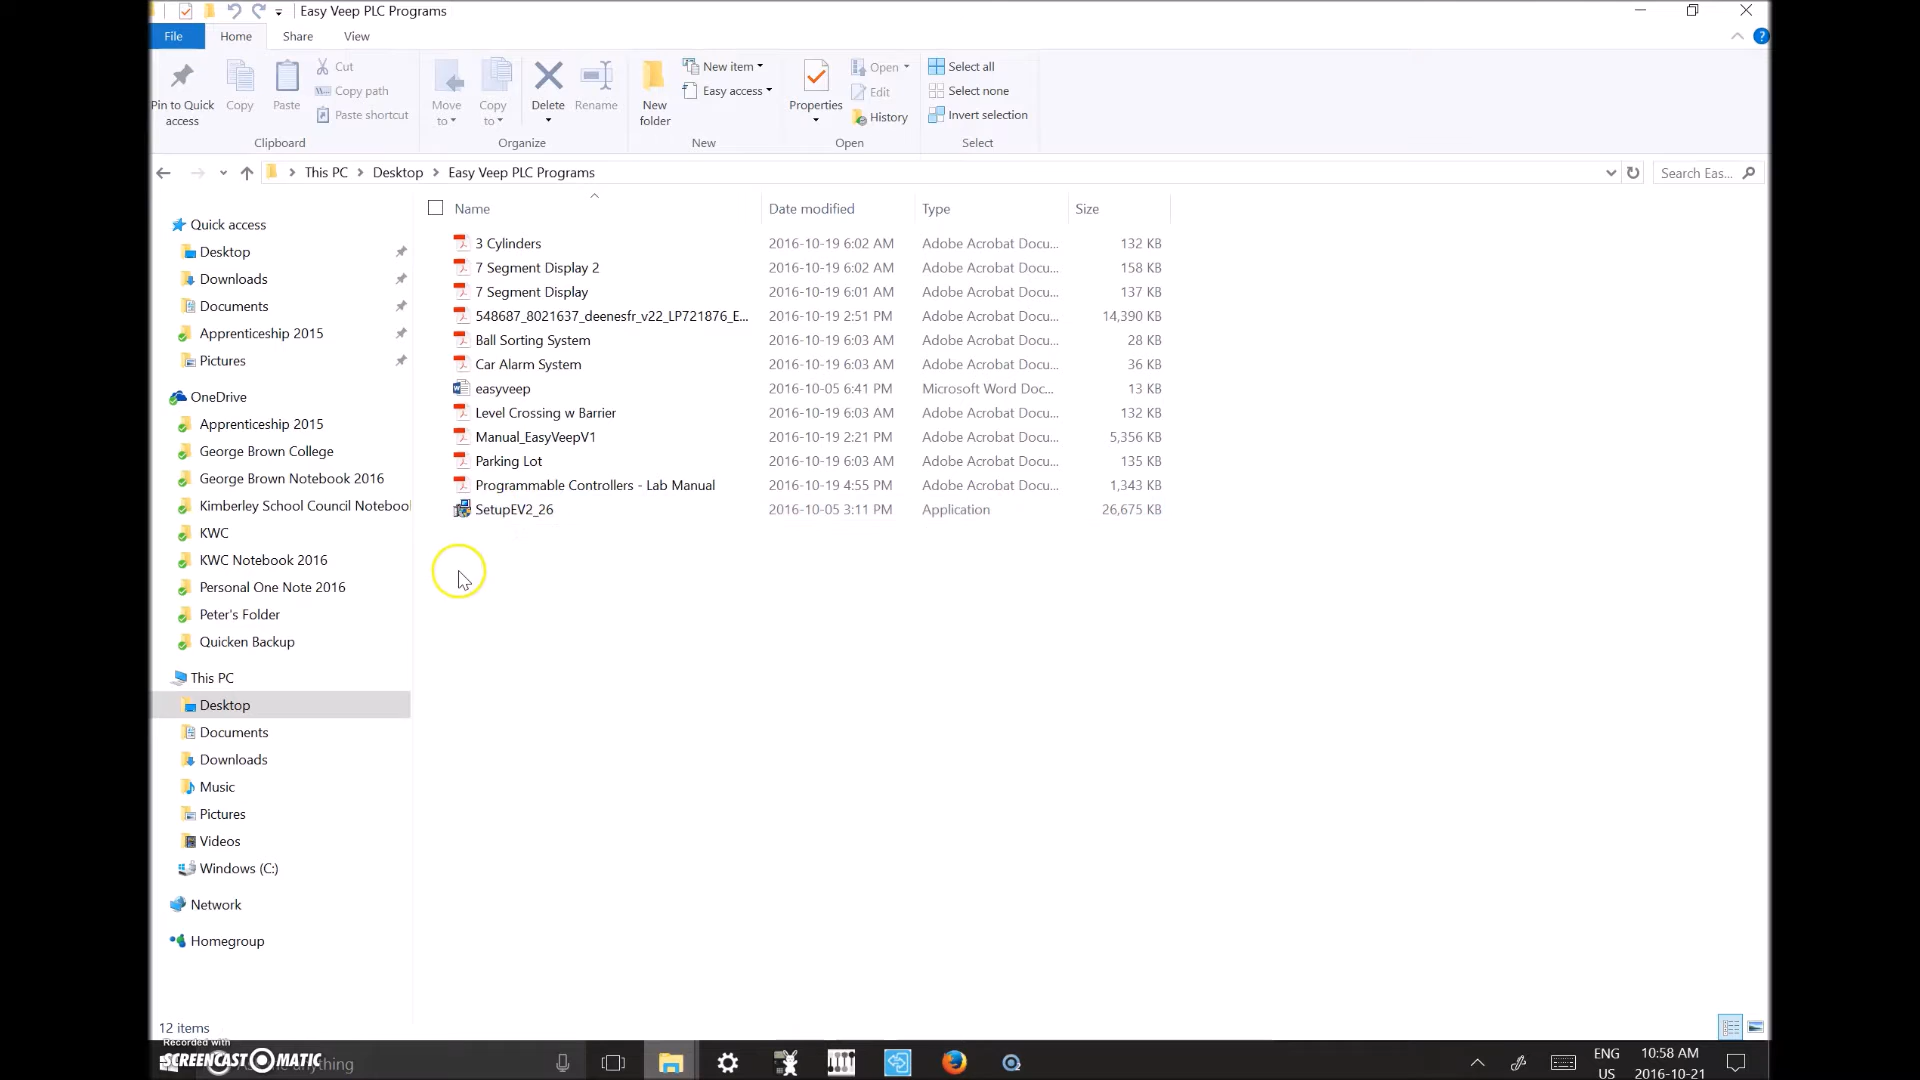 Easy Veep PLC Programs
File Home Share View
Pin to Quick access
Copy
Paste
Cut
Copy path
Paste shortcut
Clipboard
Move to
Copy to
Delete
Rename
Organize
New folder
New item
Easy access
New
Properties
Open
Edit
History
Open
Select all
Select none
Invert selection
Select
This PC > Desktop > Easy Veep PLC Programs
Search Eas...
Name Date modified Type Size
3 Cylinders 2016-10-19 6:02 AM Adobe Acrobat Docu... 132 KB
7 Segment Display 2 2016-10-19 6:02 AM Adobe Acrobat Docu... 158 KB
7 Segment Display 2016-10-19 6:01 AM Adobe Acrobat Docu... 137 KB
548687_8021637_deenesfr_v22_LP721876_E... 2016-10-19 2:51 PM Adobe Acrobat Docu... 14,390 KB
Ball Sorting System 2016-10-19 6:03 AM Adobe Acrobat Docu... 28 KB
Car Alarm System 2016-10-19 6:03 AM Adobe Acrobat Docu... 36 KB
easyveep 2016-10-05 6:41 PM Microsoft Word Doc... 13 KB
Level Crossing w Barrier 2016-10-19 6:03 AM Adobe Acrobat Docu... 132 KB
Manual_EasyVeepV1 2016-10-19 2:21 PM Adobe Acrobat Docu... 5,356 KB
Parking Lot 2016-10-19 6:03 AM Adobe Acrobat Docu... 135 KB
Programmable Controllers - Lab Manual 2016-10-19 4:55 PM Adobe Acrobat Docu... 1,343 KB
SetupEV2_26 2016-10-05 3:11 PM Application 26,675 KB
Quick access
Desktop
Downloads
Documents
Apprenticeship 2015
Pictures
OneDrive
Apprenticeship 2015
George Brown College
George Brown Notebook 2016
Kimberley School Council Notebool
KWC
KWC Notebook 2016
Personal One Note 2016
Peter's Folder
Quicken Backup
This PC
Desktop
Documents
Downloads
Music
Pictures
Videos
Windows (C:)
Network
Homegroup
12 items
Recorded with
SCREENCAST-O-MATIC
me anything
ENG
US
10:58 AM
2016-10-21